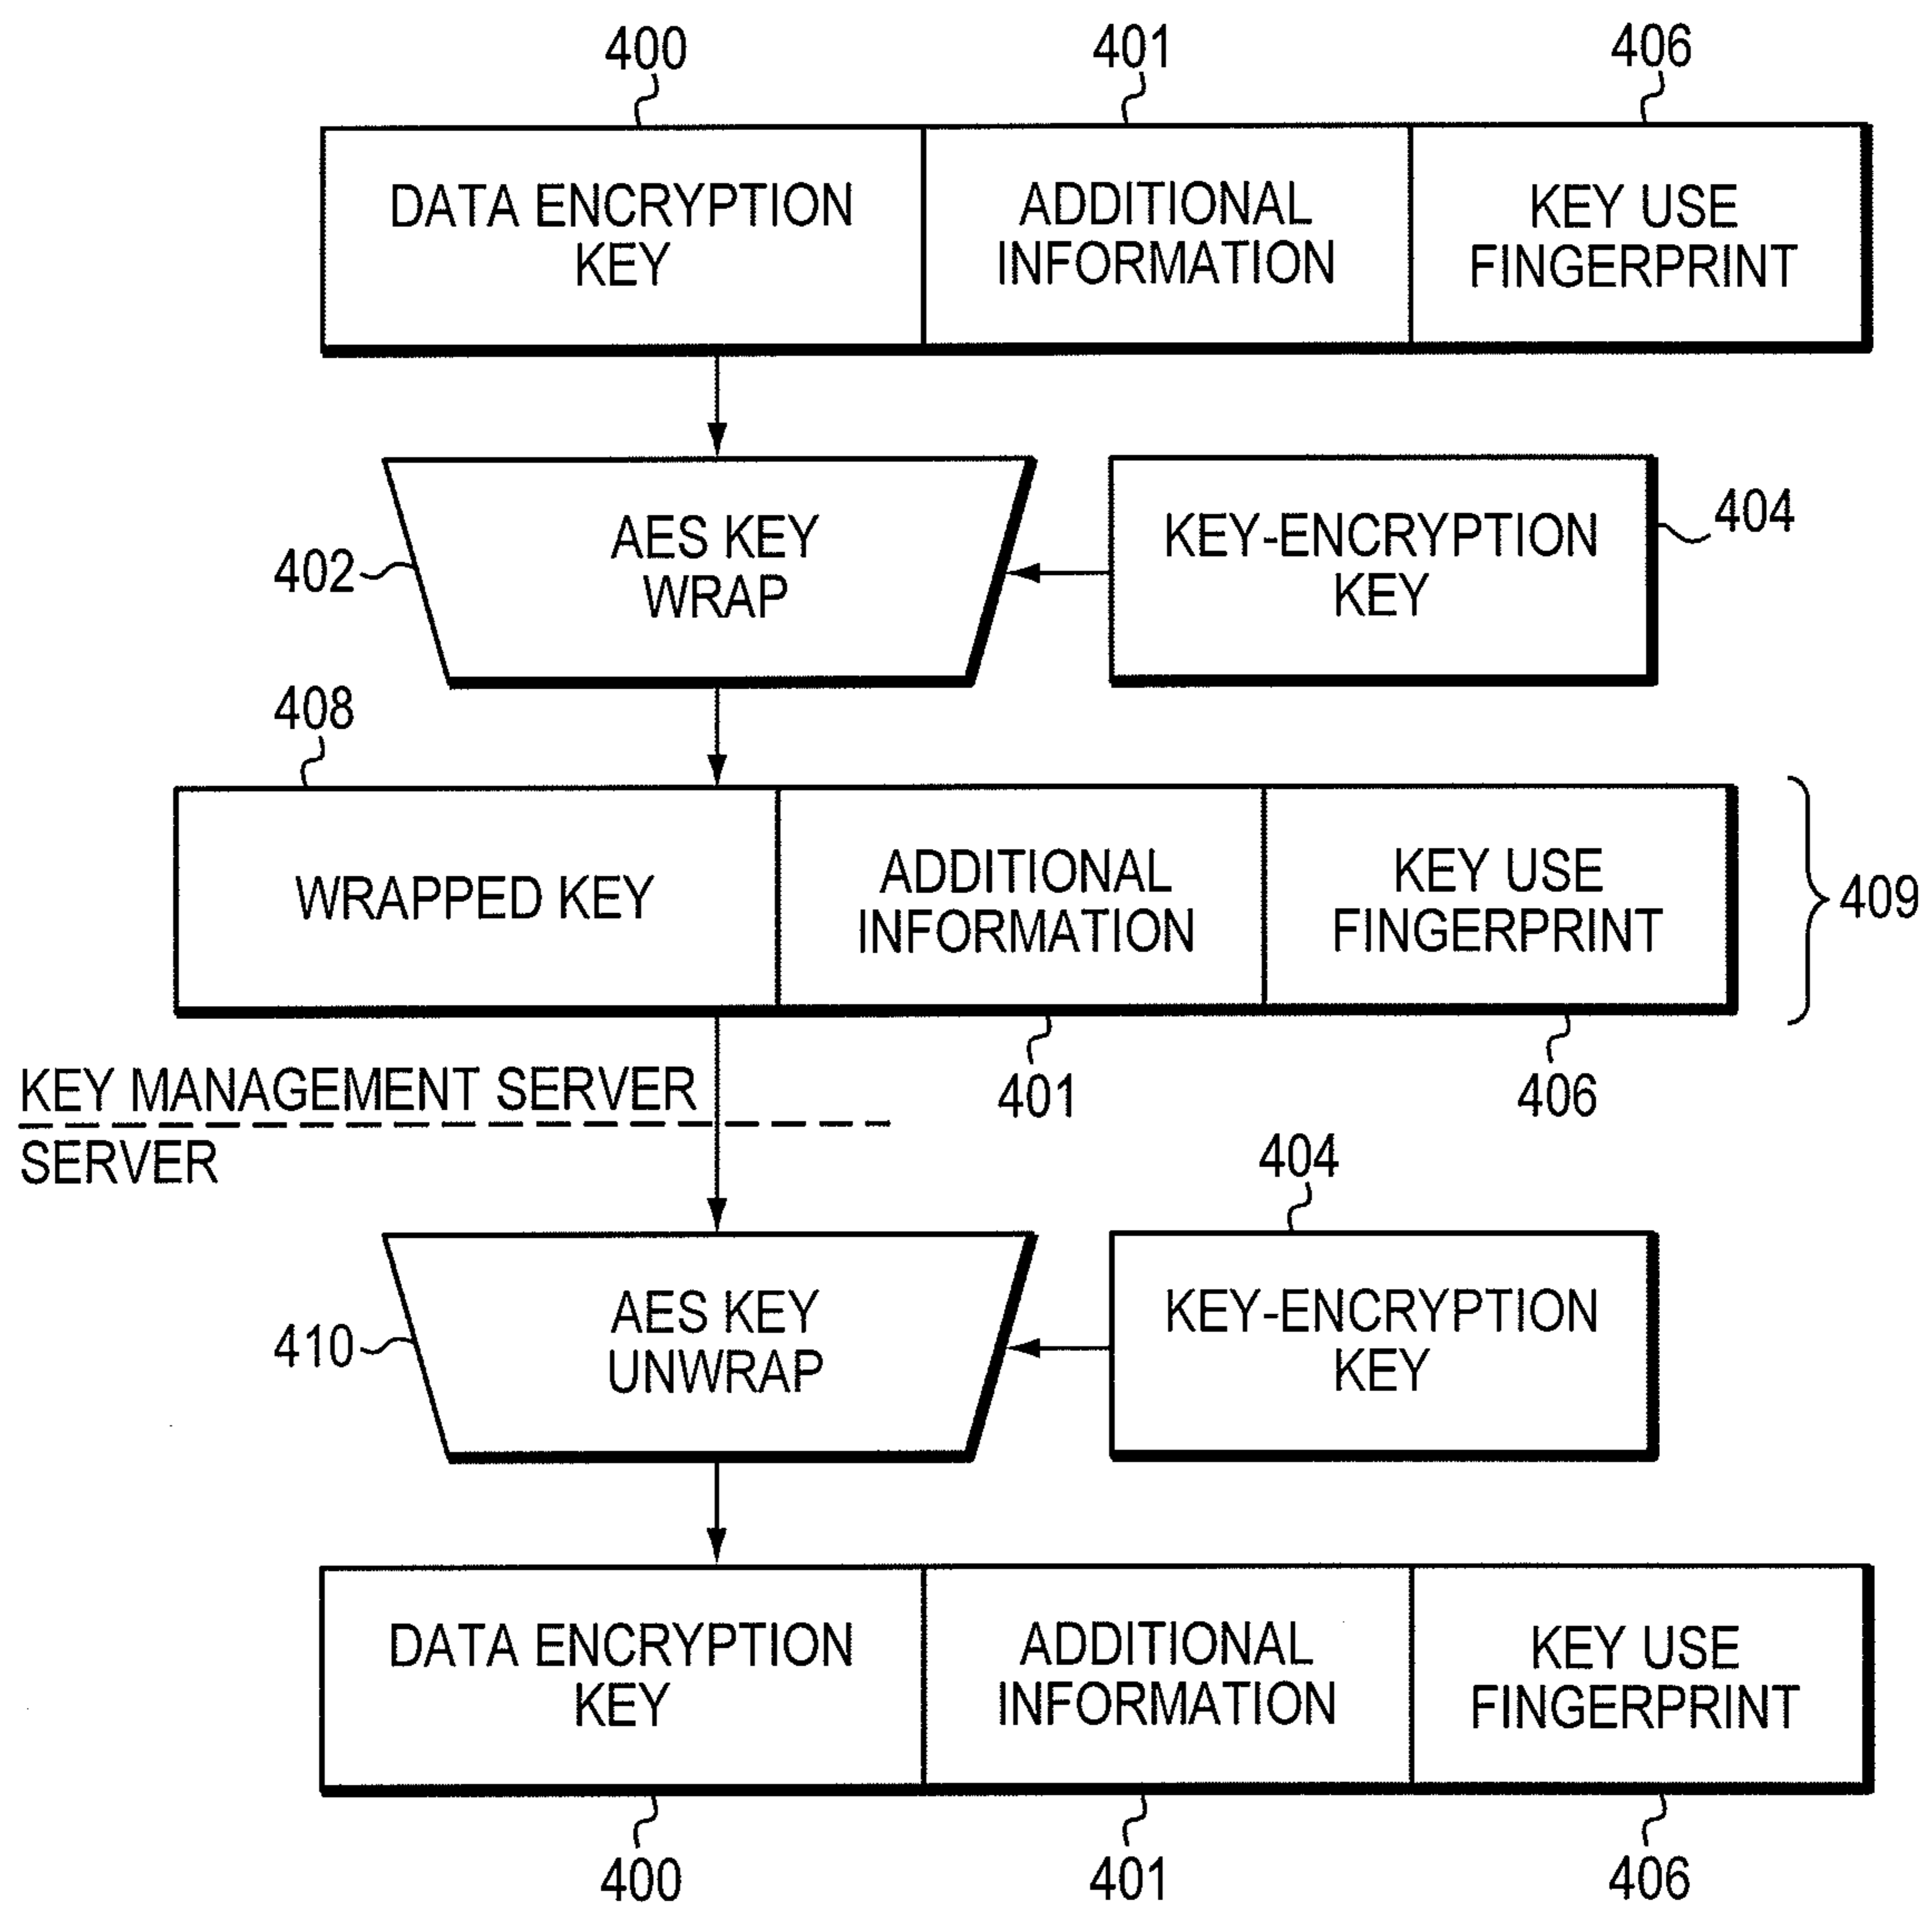 400
401
406
DATA ENCRYPTION
KEY
ADDITIONAL
INFORMATION
KEY USE
FINGERPRINT
402
AES KEY
WRAP
KEY-ENCRYPTION
KEY
404
408
WRAPPED KEY
ADDITIONAL
INFORMATION
KEY USE
FINGERPRINT
409
401
406
KEY MANAGEMENT SERVER
SERVER
404
410
AES KEY
UNWRAP
KEY-ENCRYPTION
KEY
DATA ENCRYPTION
KEY
ADDITIONAL
INFORMATION
KEY USE
FINGERPRINT
400
401
406